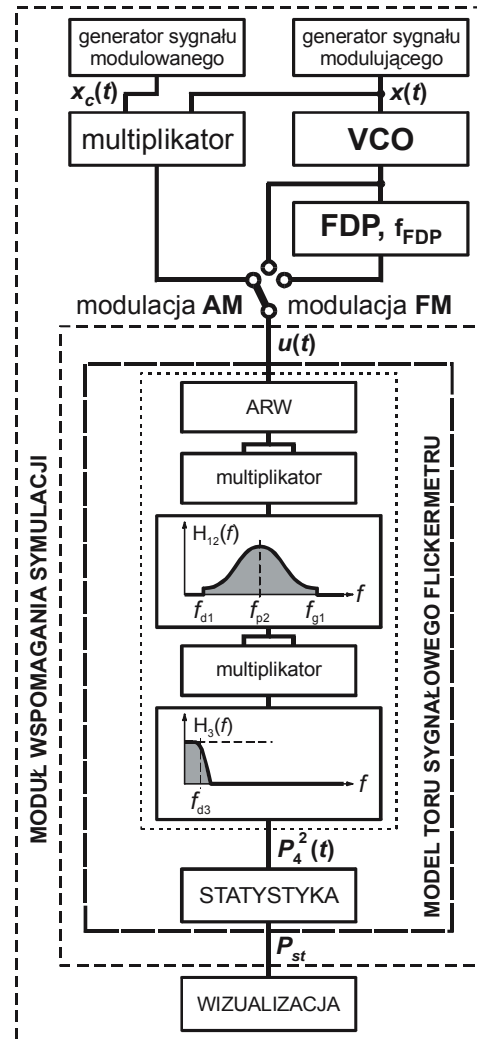 generator sygnału
modulowanego
generator sygnału
modulującego
x_c(t)
x(t)
multiplikator
VCO
FDP, f_FDP
modulacja AM
modulacja FM
u(t)
ARW
multiplikator
H_12(f)
f
f_d1
f_p2
f_g1
multiplikator
H_3(f)
f
f_d3
P_4^2(t)
STATYSTYKA
P_st
WIZUALIZACJA
MODUŁ WSPOMAGANIA SYMULACJI
MODEL TORU SYGNAŁOWEGO FLICKERMETRU